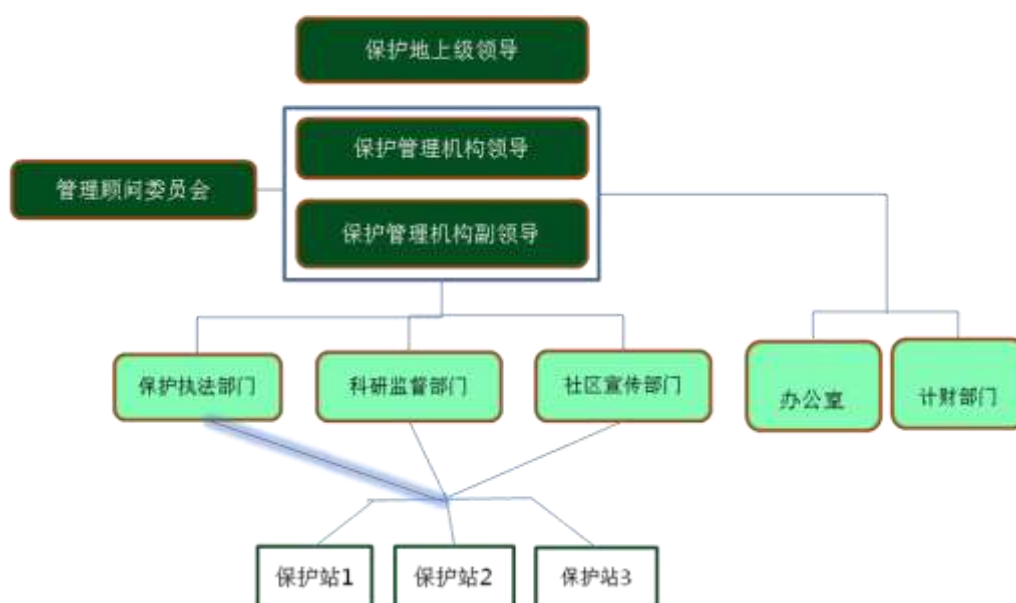 保护地上级领导
保护管理机构领导
管理顾问委员会
保护管理机构副领导
保护执法部门
科研监督部门
社区宣传部门
办公室
计财部门
保护站1
保护站2
保护站3